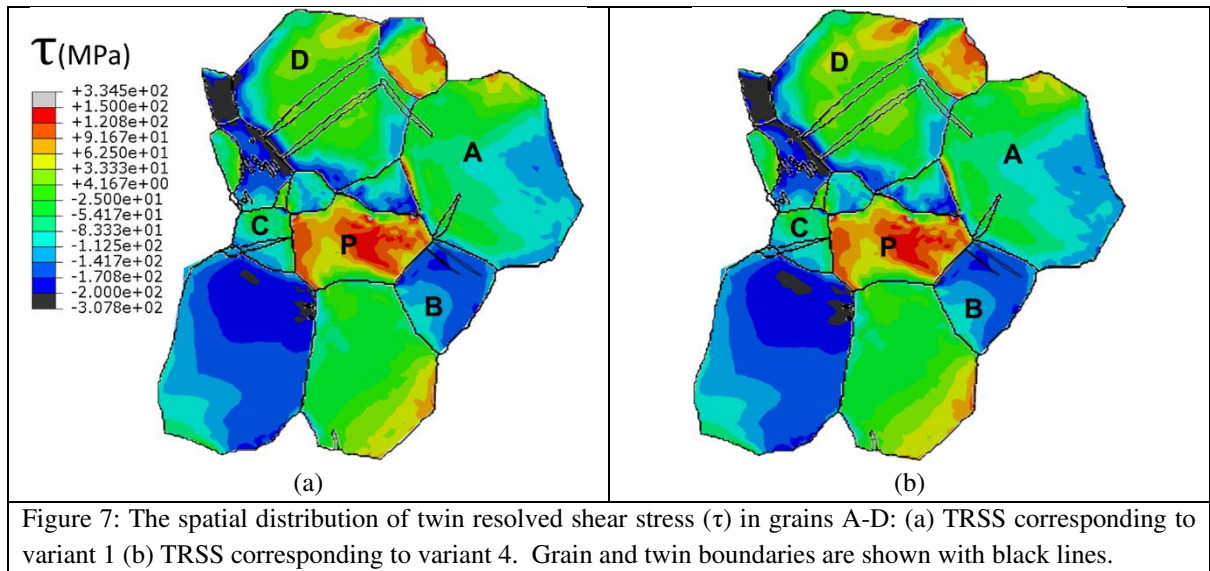 τ(MPa)
+3.345e+02
+1.500e+02
+1.208e+02
+9.167e+01
+6.250e+01
+3.333e+01
+4.167e+00
-2.500e+01
-5.417e+01
-8.333e+01
-1.125e+02
-1.417e+02
-1.708e+02
-2.000e+02
-3.078e+02
D
A
C
P
B
(a)
D
A
C
P
B
(b)
Figure 7: The spatial distribution of twin resolved shear stress (τ) in grains A-D: (a) TRSS corresponding to
variant 1 (b) TRSS corresponding to variant 4. Grain and twin boundaries are shown with black lines.